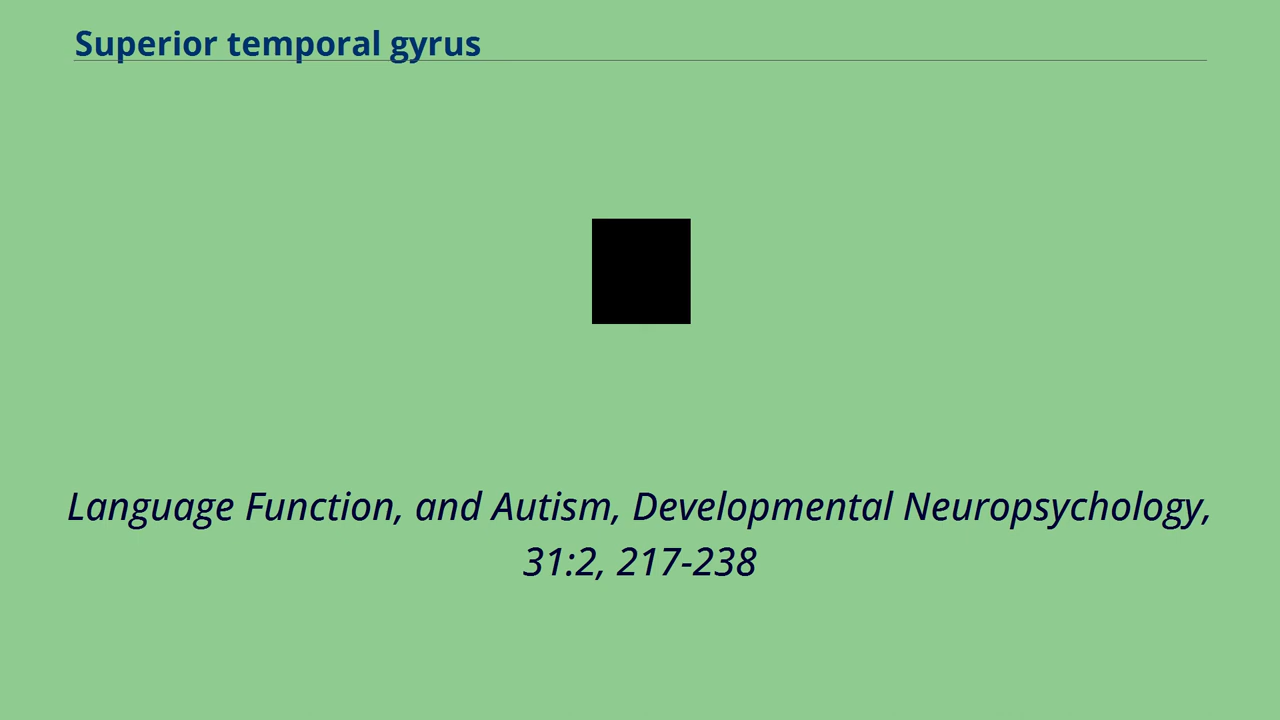 Superior temporal gyrus
Language Function, and Autism, Developmental Neuropsychology,
31:2, 217-238